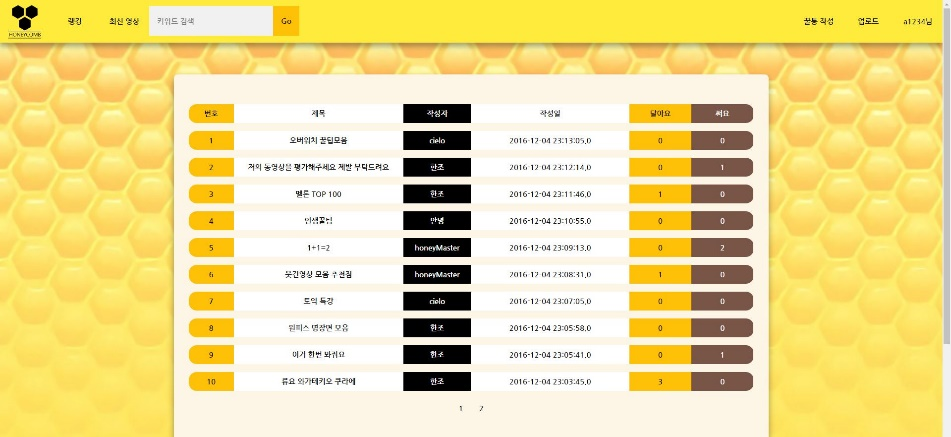 HONEYCOMB 랭킹 최신 영상 키워드 검색 Go 꿀통 작성 업로드 a1234님
번호 제목 작성자 작성일 달아요 써요
1 오버워치 꿀팁모음 cielo 2016-12-04 23:13:05.0 0 0
2 저의 동영상을 평가해주세요 제발 부탁드려요 한조 2016-12-04 23:12:14.0 0 1
3 멜론 TOP 100 한조 2016-12-04 23:11:46.0 1 0
4 인생꿀팁 안녕 2016-12-04 23:10:55.0 0 0
5 1+1=2 honeyMaster 2016-12-04 23:09:13.0 0 2
6 웃긴영상 모음 추천점 honeyMaster 2016-12-04 23:08:31.0 1 0
7 토익 특강 cielo 2016-12-04 23:07:05.0 0 0
8 원피스 명장면 모음 한조 2016-12-04 23:05:58.0 0 0
9 여기 한번 봐줘요 한조 2016-12-04 23:05:41.0 0 1
10 류요 와가테키오 쿠라에 한조 2016-12-04 23:03:45.0 3 0
1 2